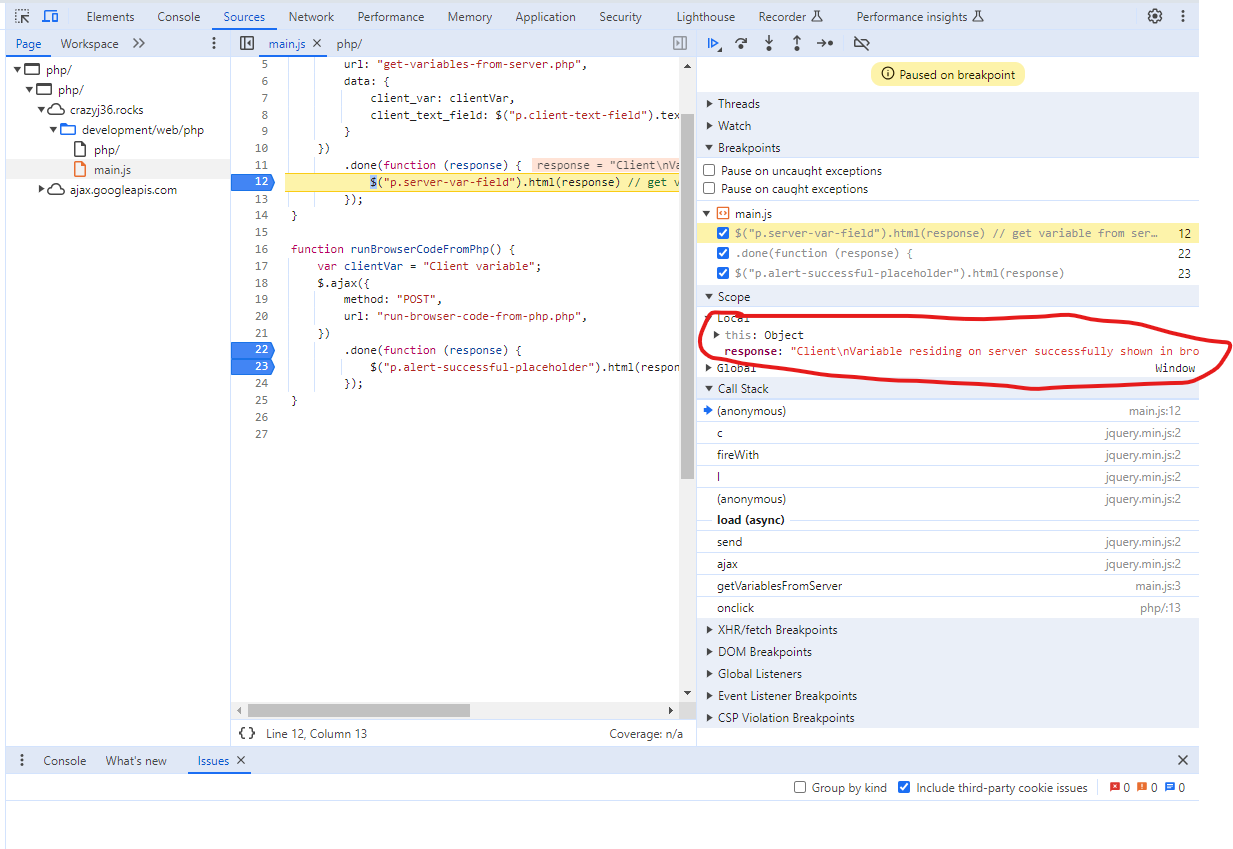 Elements Console Sources Network Performance Memory Application Security Lighthouse Recorder Performance insights
Page Workspace
main.js php/
php/
php/
crazyj36.rocks
development/web/php
php/
main.js
ajax.googleapis.com
5 url: "get-variables-from-server.php",
6 data: {
7 client_var: clientVar,
8 client_text_field: $("p.client-text-field").tex
9 }
10 })
11 .done(function (response) { response = "Client\nVa
12 $("p.server-var-field").html(response) // get v
13 });
14 }
15
16 function runBrowserCodeFromPhp() {
17 var clientVar = "Client variable";
18 $.ajax({
19 method: "POST",
20 url: "run-browser-code-from-php.php",
21 })
22 .done(function (response) {
23 $("p.alert-successful-placeholder").html(respon
24 });
25 }
26
27
{} Line 12, Column 13 Coverage: n/a
Paused on breakpoint
Threads
Watch
Breakpoints
Pause on uncaught exceptions
Pause on caught exceptions
main.js
$("p.server-var-field").html(response) // get variable from ser… 12
.done(function (response) { 22
$("p.alert-successful-placeholder").html(response) 23
Scope
Local
this: Object
response: "Client\nVariable residing on server successfully shown in bro
Global Window
Call Stack
(anonymous) main.js:12
c jquery.min.js:2
fireWith jquery.min.js:2
l jquery.min.js:2
(anonymous) jquery.min.js:2
load (async)
send jquery.min.js:2
ajax jquery.min.js:2
getVariablesFromServer main.js:3
onclick php/:13
XHR/fetch Breakpoints
DOM Breakpoints
Global Listeners
Event Listener Breakpoints
CSP Violation Breakpoints
Console What's new Issues
Group by kind Include third-party cookie issues 0 0 0